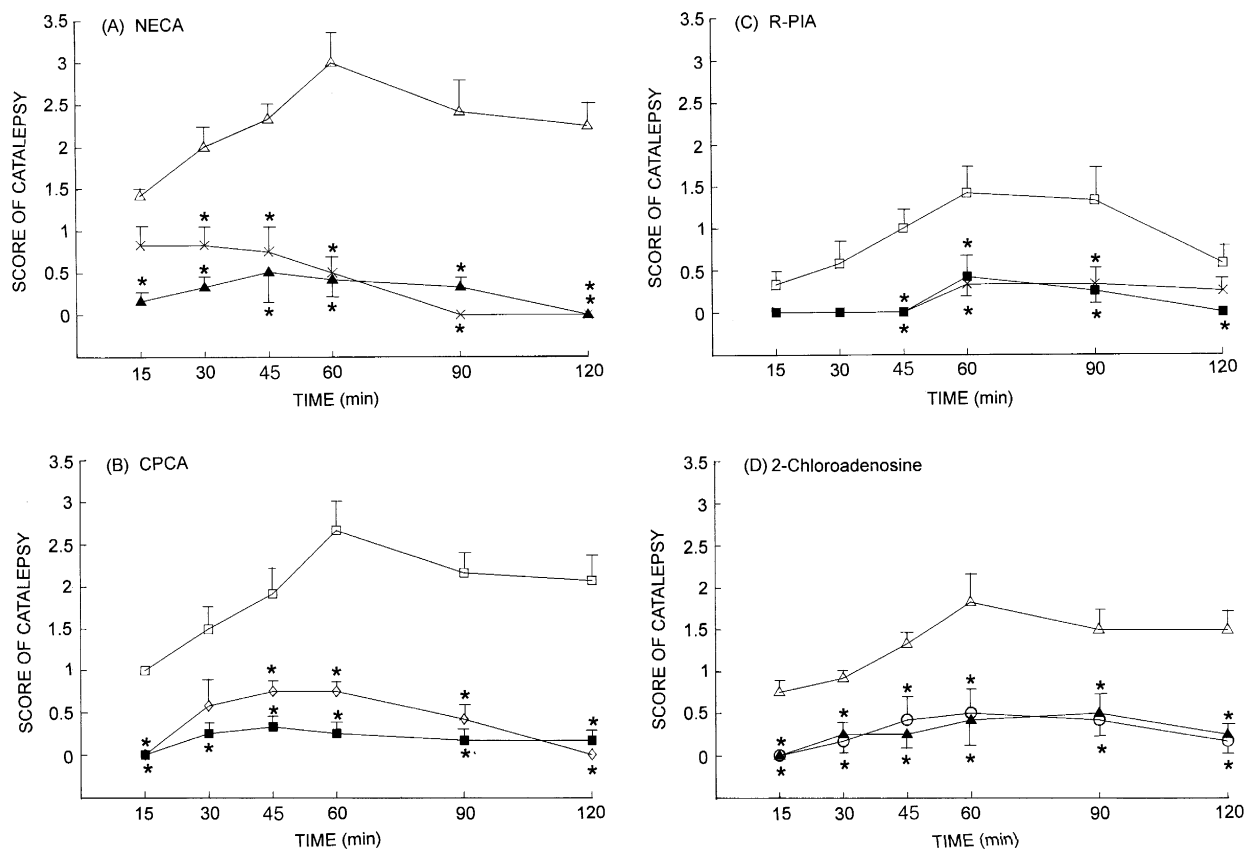 (A) NECA
SCORE OF CATALEPSY
3.5
3
2.5
2
1.5
1
0.5
0
* * *
* * * *
* * * *
*
15 30 45 60 90 120
TIME (min)
(C) R-PIA
SCORE OF CATALEPSY
3.5
3
2.5
2
1.5
1
0.5
0
* * *
* * * *
15 30 45 60 90 120
TIME (min)
(B) CPCA
SCORE OF CATALEPSY
3.5
3
2.5
2
1.5
1
0.5
0
* * *
* * * *
* * * *
15 30 45 60 90 120
TIME (min)
(D) 2-Chloroadenosine
SCORE OF CATALEPSY
3.5
3
2.5
2
1.5
1
0.5
0
* * * * * *
* * * * * *
15 30 45 60 90 120
TIME (min)